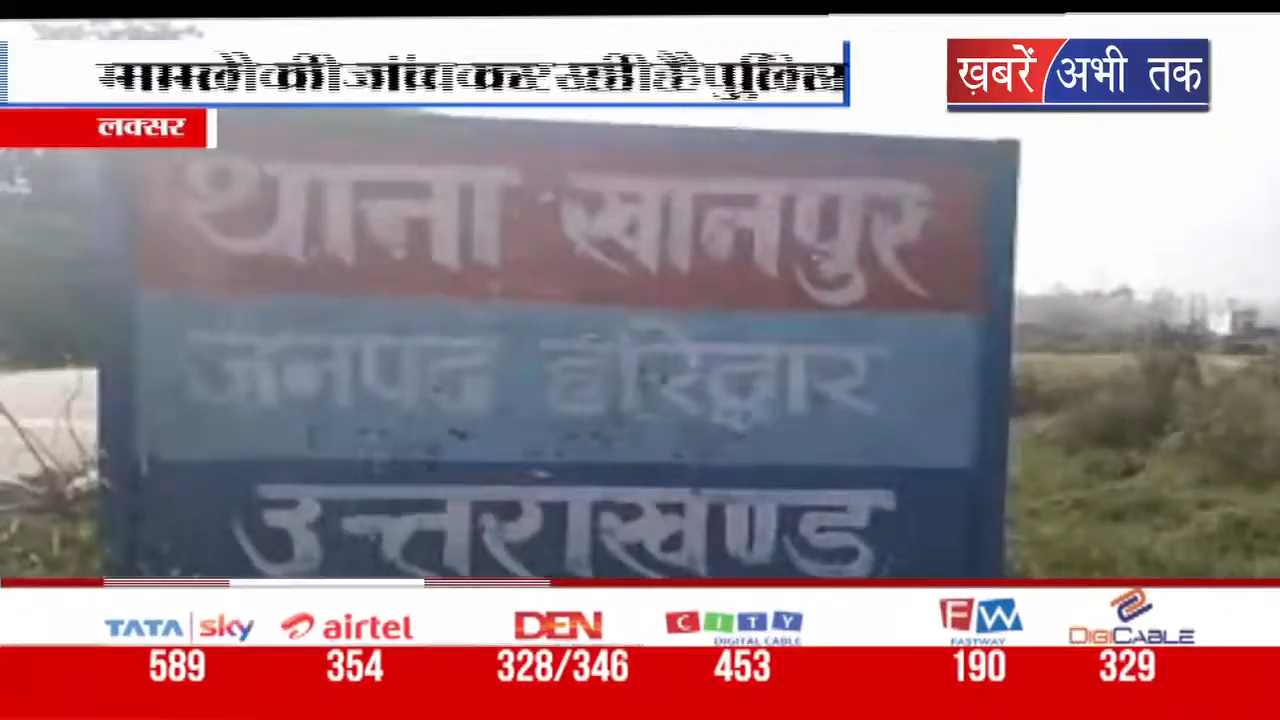 मामले की जांच कर रही है पुलिस
ख़बरें अभी तक
लक्सर
थाना खानपुर
जनपद हरिद्वार
उत्तराखण्ड
TATA sky airtel DEN CITY FW DIGICABLE
DIGITAL CABLE FASTWAY
589 354 328/346 453 190 329